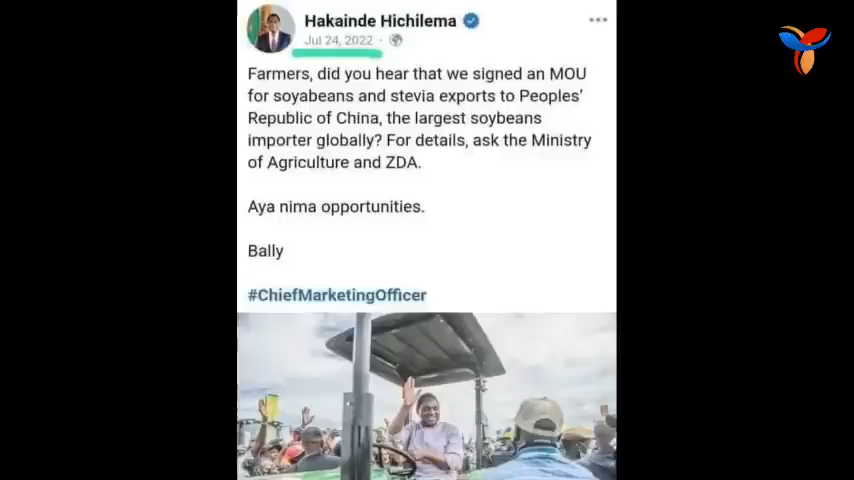 Hakainde Hichilema
Jul 24, 2022 ·
Farmers, did you hear that we signed an MOU
for soyabeans and stevia exports to Peoples’
Republic of China, the largest soybeans
importer globally? For details, ask the Ministry
of Agriculture and ZDA.
Aya nima opportunities.
Bally
#ChiefMarketingOfficer